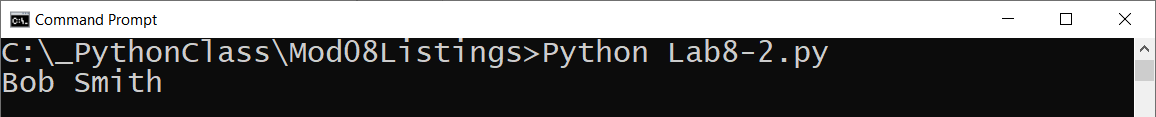 Command Prompt
C:\_PythonClass\Mod08Listings>Python Lab8-2.py
Bob Smith